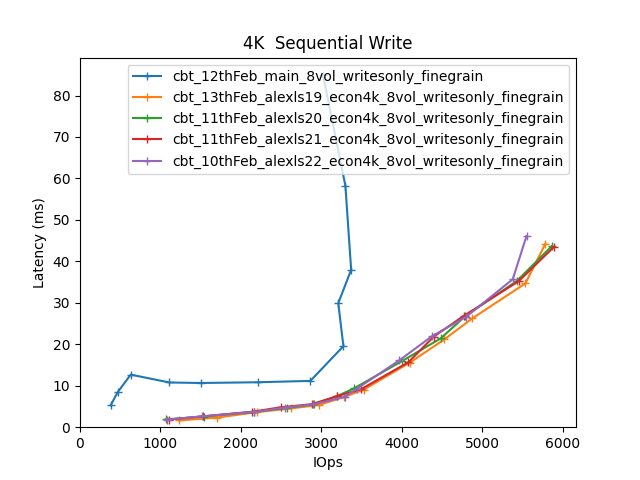 4K  Sequential Write
cbt_12thFeb_main_8vol_writesonly_finegrain
cbt_13thFeb_alexls19_econ4k_8vol_writesonly_finegrain
cbt_11thFeb_alexls20_econ4k_8vol_writesonly_finegrain
cbt_11thFeb_alexls21_econ4k_8vol_writesonly_finegrain
cbt_10thFeb_alexls22_econ4k_8vol_writesonly_finegrain
Latency (ms)
80
70
60
50
40
30
20
10
0
0 1000 2000 3000 4000 5000 6000
IOps